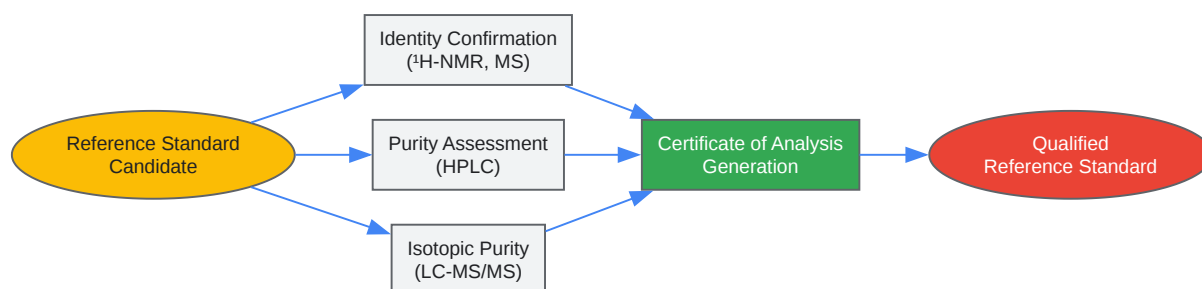 Identity Confirmation
(¹H-NMR, MS)
Reference Standard
Candidate
Purity Assessment
(HPLC)
Certificate of Analysis
Generation
Qualified
Reference Standard
Isotopic Purity
(LC-MS/MS)